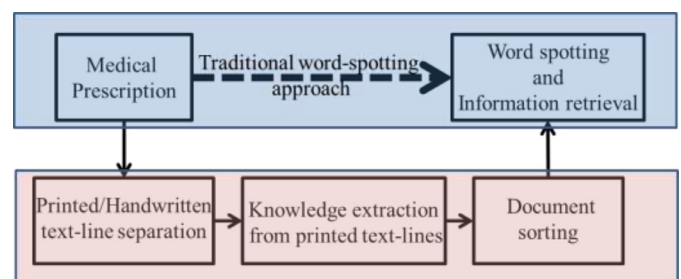 Medical
Prescription
Traditional word-spotting
approach
Word spotting
and
Information retrieval
Printed/Handwritten
text-line separation
Knowledge extraction
from printed text-lines
Document
sorting